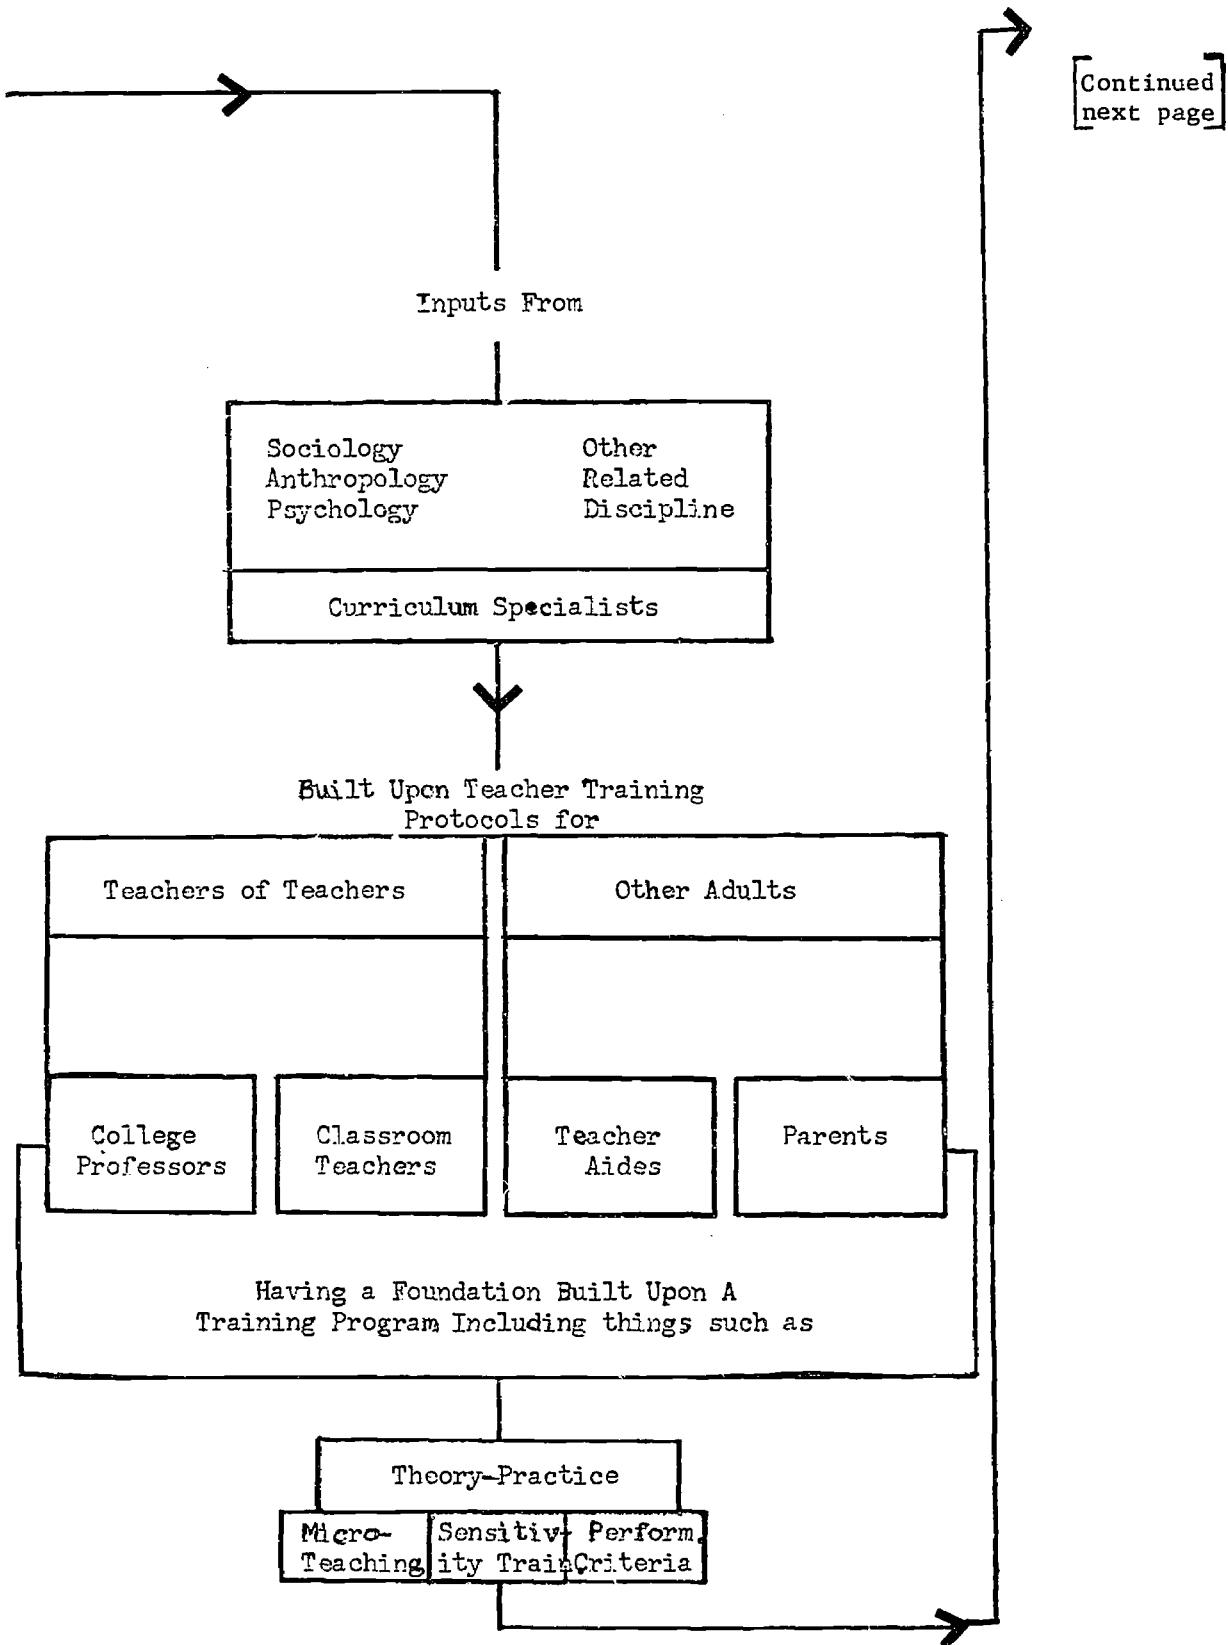 [Continued
next page]
Inputs From
Sociology
Anthropology
Psychology
Other
Related
Discipline
Curriculum Specialists
Built Upon Teacher Training
Protocols for
Teachers of Teachers
Other Adults
College
Professors
Classroom
Teachers
Teacher
Aides
Parents
Having a Foundation Built Upon A
Training Program Including things such as
Theory-Practice
Micro-
Teaching
Sensitiv-
ity Train
Perform.
Criteria